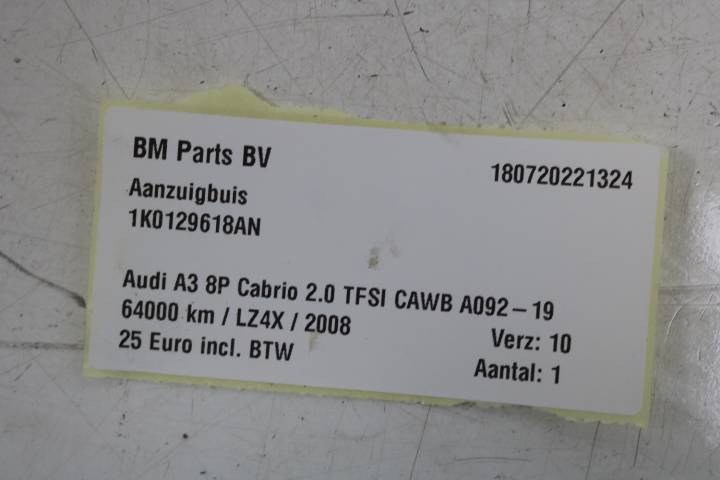 BM Parts BV
180720221324
Aanzuigbuis
1K0129618AN
Audi A3 8P Cabrio 2.0 TFSI CAWB A092-19
64000 km / LZ4X / 2008
Verz: 10
25 Euro incl. BTW
Aantal: 1